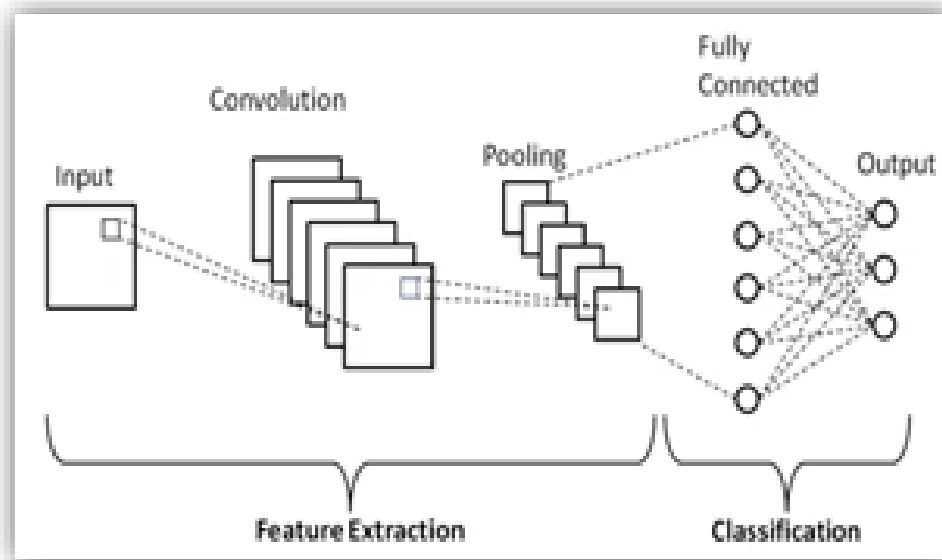 Fully
Connected
Convolution
Pooling
Input
Output
Feature Extraction
Classification